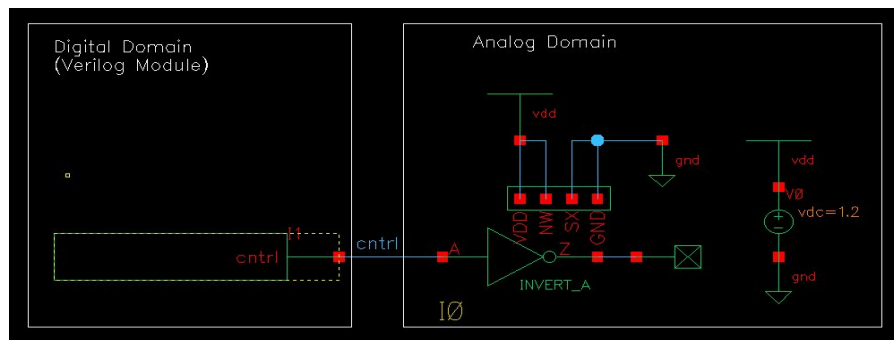 Digital Domain
(Verilog Module)
Analog Domain
vdd
gnd
vdd
V0
vdc=1.2
gnd
VDD
NW
SX
GND
I1
cntrl
cntrl
A
Z
INVERT_A
I0